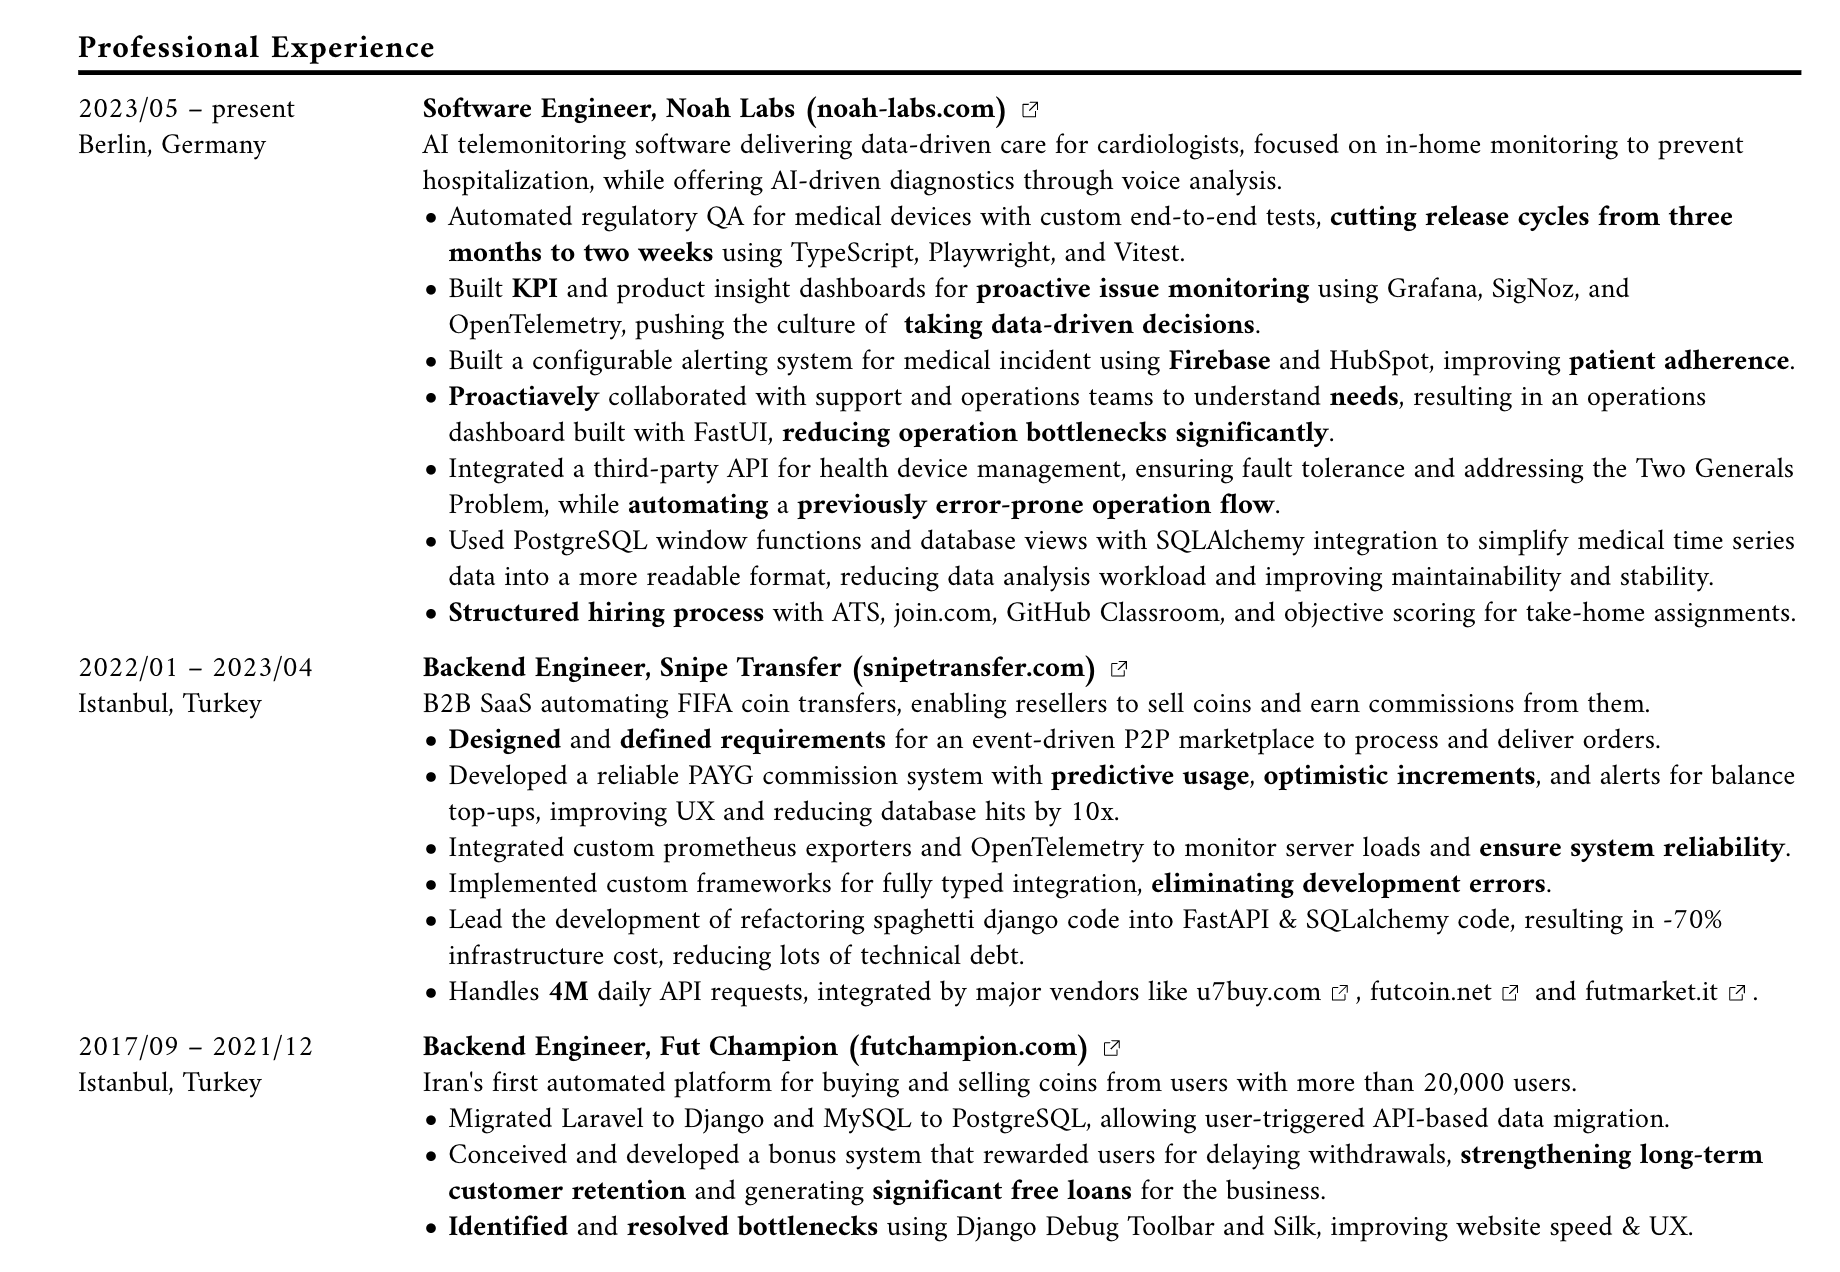 Professional Experience
2023/05 – present
Berlin, Germany
Software Engineer, Noah Labs (noah-labs.com)
AI telemonitoring software delivering data-driven care for cardiologists, focused on in-home monitoring to prevent
hospitalization, while offering AI-driven diagnostics through voice analysis.
• Automated regulatory QA for medical devices with custom end-to-end tests, cutting release cycles from three
months to two weeks using TypeScript, Playwright, and Vitest.
• Built KPI and product insight dashboards for proactive issue monitoring using Grafana, SigNoz, and
OpenTelemetry, pushing the culture of  taking data-driven decisions.
• Built a configurable alerting system for medical incident using Firebase and HubSpot, improving patient adherence.
• Proactiavely collaborated with support and operations teams to understand needs, resulting in an operations
dashboard built with FastUI, reducing operation bottlenecks significantly.
• Integrated a third-party API for health device management, ensuring fault tolerance and addressing the Two Generals
Problem, while automating a previously error-prone operation flow.
• Used PostgreSQL window functions and database views with SQLAlchemy integration to simplify medical time series
data into a more readable format, reducing data analysis workload and improving maintainability and stability.
• Structured hiring process with ATS, join.com, GitHub Classroom, and objective scoring for take-home assignments.
2022/01 – 2023/04
Istanbul, Turkey
Backend Engineer, Snipe Transfer (snipetransfer.com)
B2B SaaS automating FIFA coin transfers, enabling resellers to sell coins and earn commissions from them.
• Designed and defined requirements for an event-driven P2P marketplace to process and deliver orders.
• Developed a reliable PAYG commission system with predictive usage, optimistic increments, and alerts for balance
top-ups, improving UX and reducing database hits by 10x.
• Integrated custom prometheus exporters and OpenTelemetry to monitor server loads and ensure system reliability.
• Implemented custom frameworks for fully typed integration, eliminating development errors.
• Lead the development of refactoring spaghetti django code into FastAPI & SQLalchemy code, resulting in -70%
infrastructure cost, reducing lots of technical debt.
• Handles 4M daily API requests, integrated by major vendors like u7buy.com , futcoin.net  and futmarket.it .
2017/09 – 2021/12
Istanbul, Turkey
Backend Engineer, Fut Champion (futchampion.com)
Iran's first automated platform for buying and selling coins from users with more than 20,000 users.
• Migrated Laravel to Django and MySQL to PostgreSQL, allowing user-triggered API-based data migration.
• Conceived and developed a bonus system that rewarded users for delaying withdrawals, strengthening long-term
customer retention and generating significant free loans for the business.
• Identified and resolved bottlenecks using Django Debug Toolbar and Silk, improving website speed & UX.